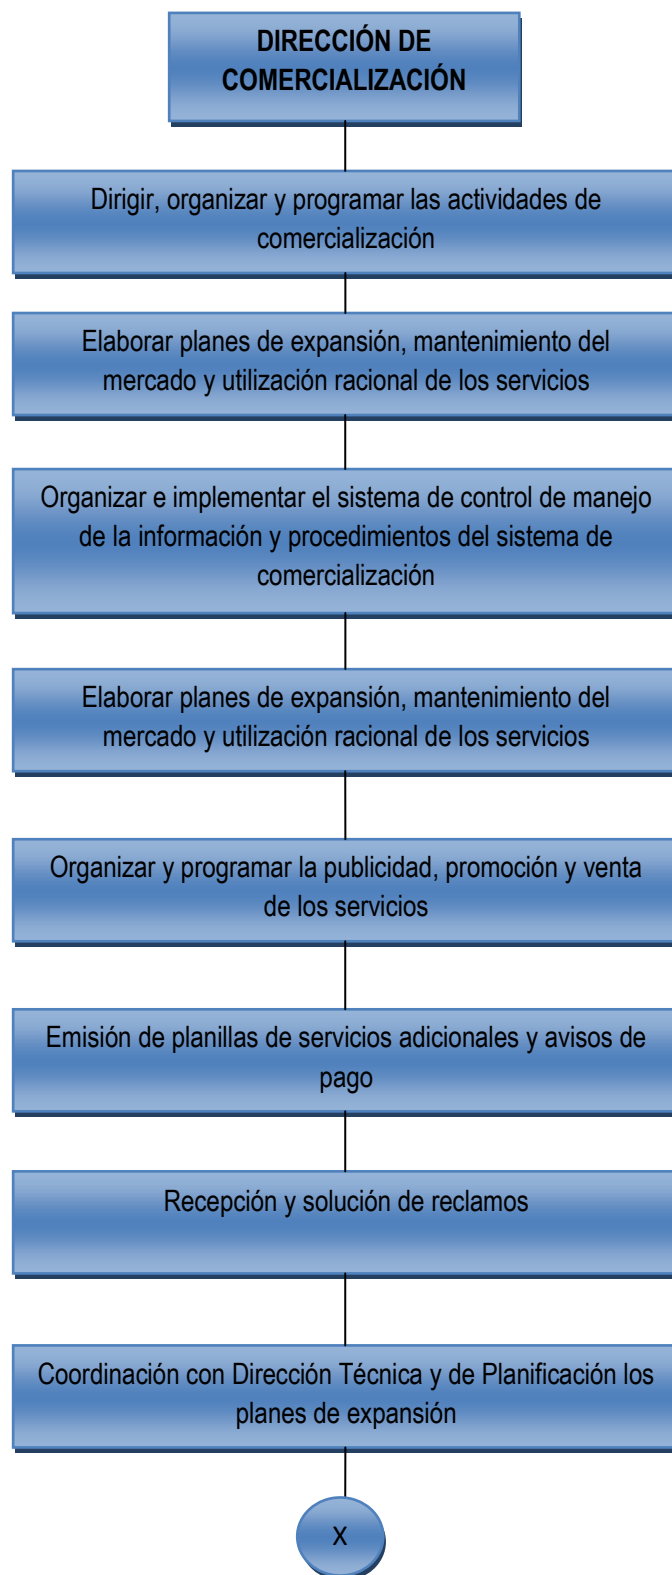 DIRECCIÓN DE
COMERCIALIZACIÓN
Dirigir, organizar y programar las actividades de
comercialización
Elaborar planes de expansión, mantenimiento del
mercado y utilización racional de los servicios
Organizar e implementar el sistema de control de manejo
de la información y procedimientos del sistema de
comercialización
Elaborar planes de expansión, mantenimiento del
mercado y utilización racional de los servicios
Organizar y programar la publicidad, promoción y venta
de los servicios
Emisión de planillas de servicios adicionales y avisos de
pago
Recepción y solución de reclamos
Coordinación con Dirección Técnica y de Planificación los
planes de expansión
X